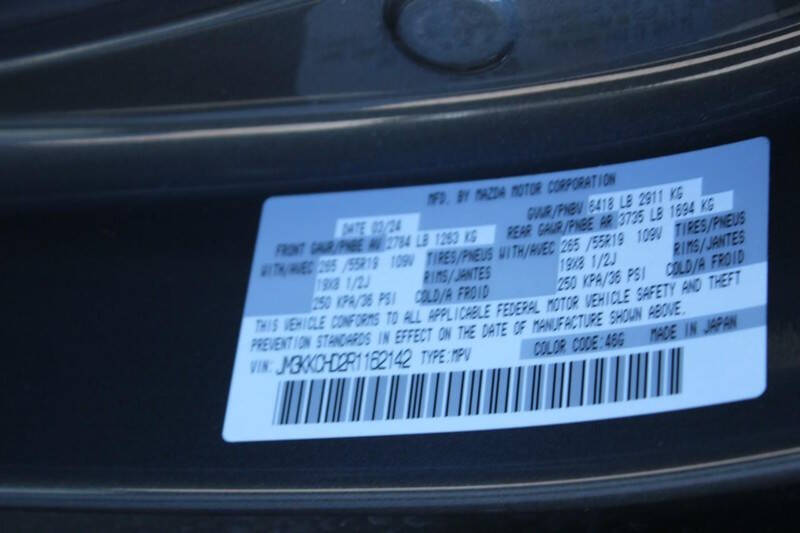 MFD. BY MAZDA MOTOR CORPORATION
DATE 03/24 GVWR/PNBV 6418 LB 2911 KG
FRONT GAWR/PNBE AV 2784 LB 1263 KG REAR GAWR/PNBE AR 3735 LB 1694 KG
WITH/AVEC 265 /55R19 109V TIRES/PNEUS WITH/AVEC 265 /55R19 109V TIRES/PNEUS
19X8 1/2J RIMS/JANTES 19X8 1/2J RIMS/JANTES
250 KPA/36 PSI COLD/A FROID 250 KPA/36 PSI COLD/A FROID
THIS VEHICLE CONFORMS TO ALL APPLICABLE FEDERAL MOTOR VEHICLE SAFETY AND THEFT
PREVENTION STANDARDS IN EFFECT ON THE DATE OF MANUFACTURE SHOWN ABOVE.
VIN: JM3KKCHD2R1162142 TYPE:MPV COLOR CODE:46G MADE IN JAPAN